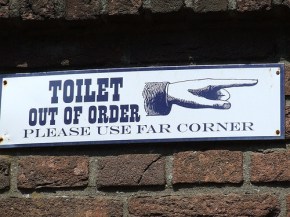 TOILET
OUT OF ORDER
PLEASE USE FAR CORNER